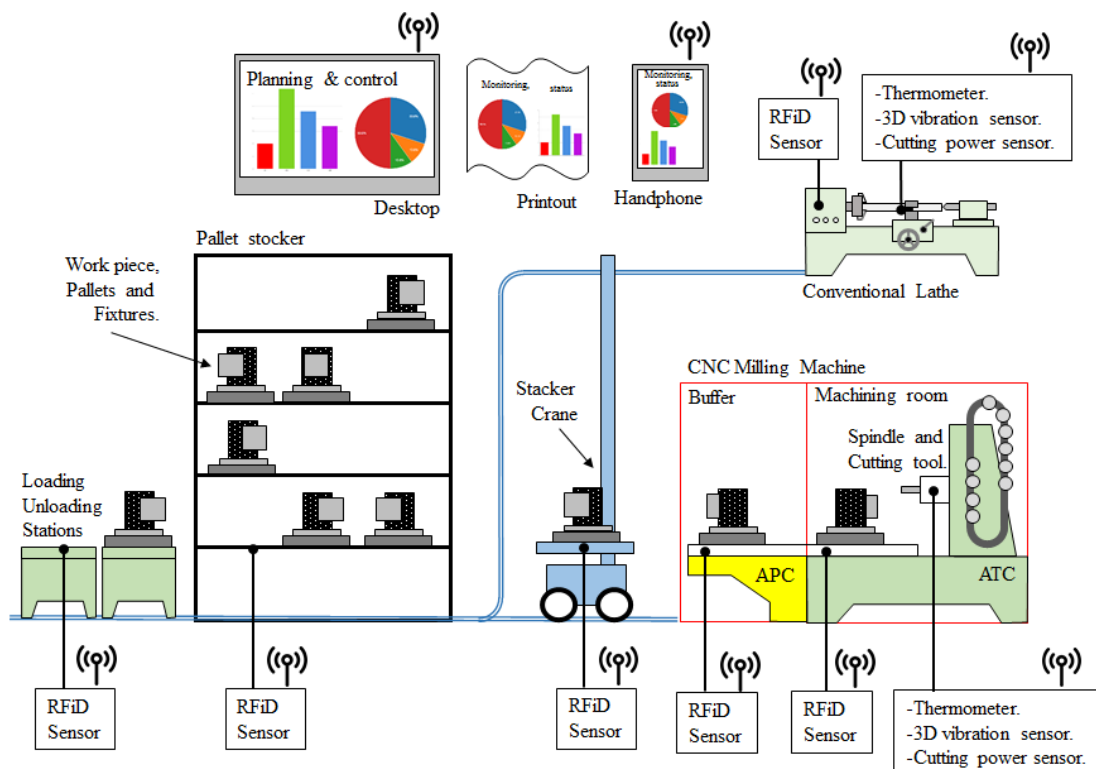 Planning & control
Desktop
Monitoring,
status
Printout
Monitoring,
status
Handphone
RFiD
Sensor
-Thermometer.
-3D vibration sensor.
-Cutting power sensor.
Conventional Lathe
Pallet stocker
Work piece,
Pallets and
Fixtures.
Stacker
Crane
CNC Milling Machine
Buffer
Machining room
Spindle and
Cutting tool.
Loading
Unloading
Stations
APC
ATC
RFiD
Sensor
RFiD
Sensor
RFiD
Sensor
RFiD
Sensor
RFiD
Sensor
-Thermometer.
-3D vibration sensor.
-Cutting power sensor.